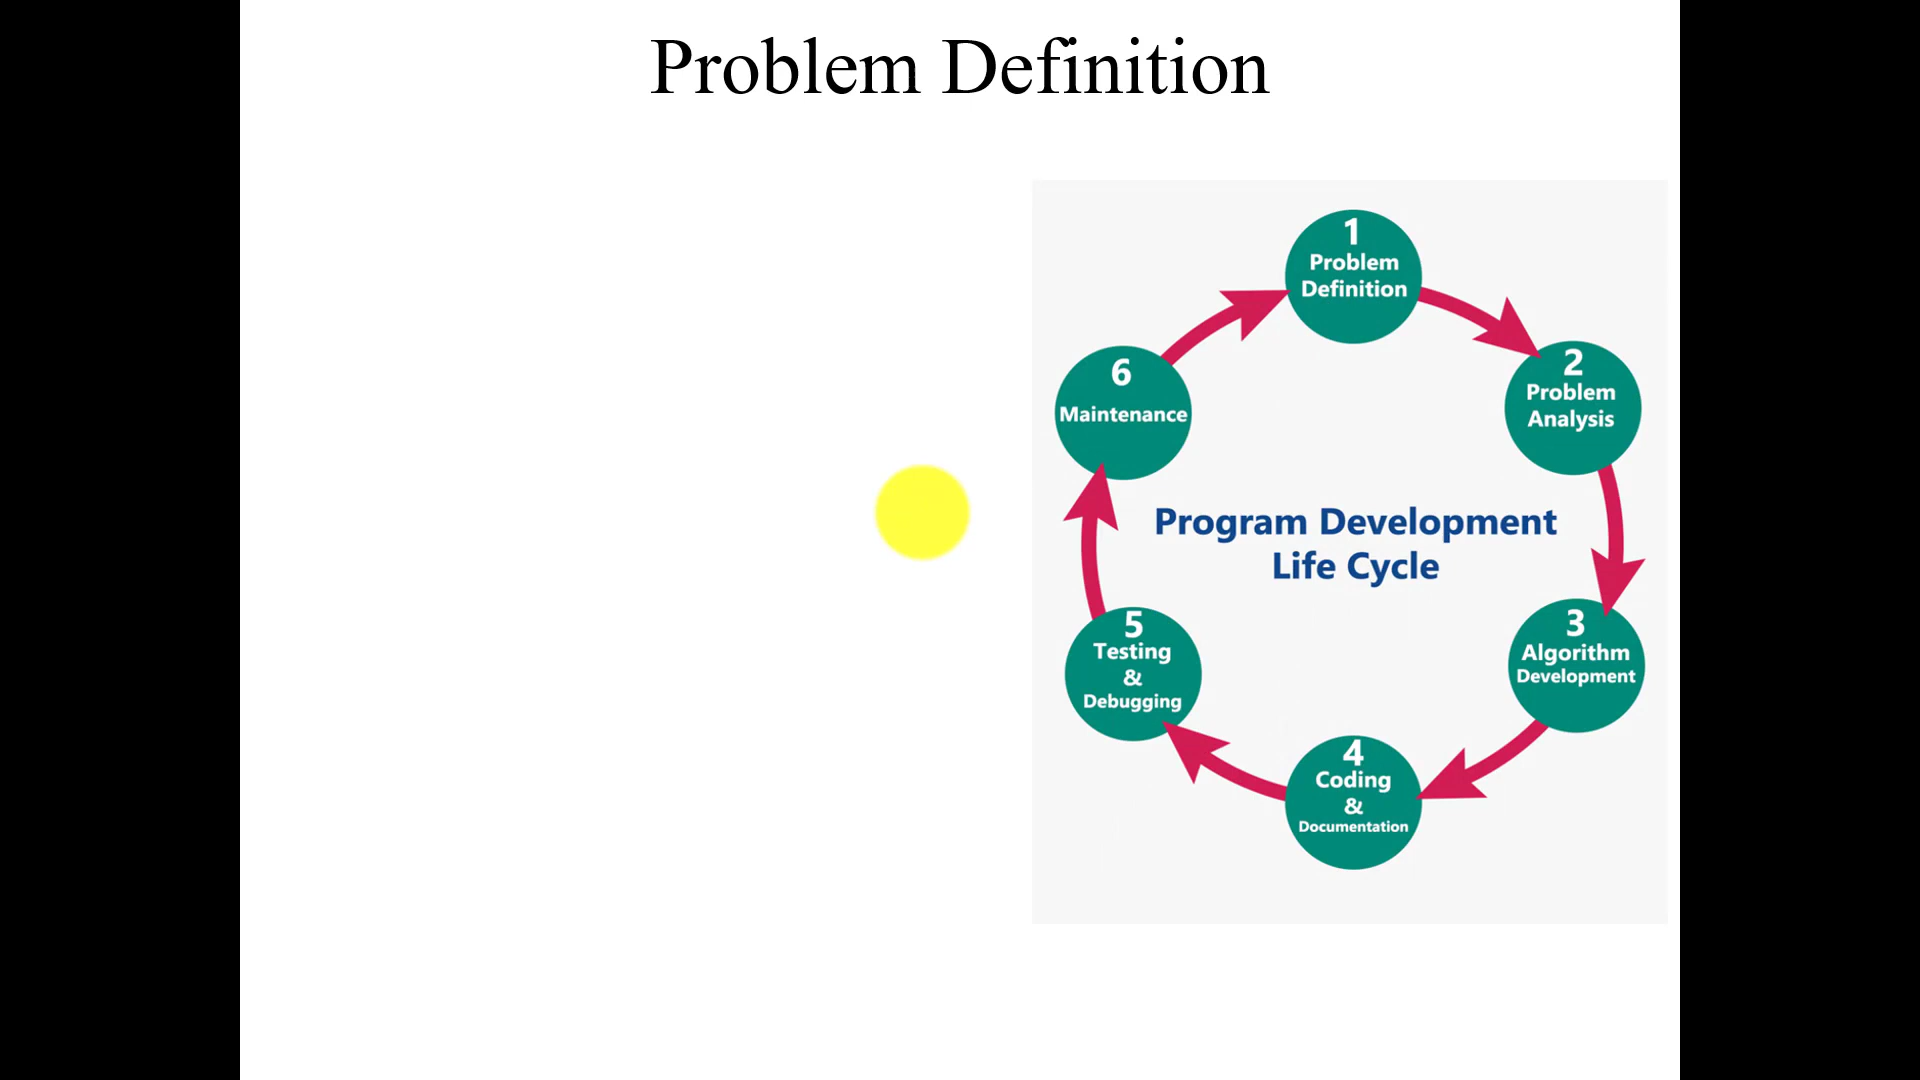 Problem Definition
1
Problem
Definition
2
Problem
Analysis
3
Algorithm
Development
4
Coding
&
Documentation
5
Testing
&
Debugging
6
Maintenance
Program Development
Life Cycle